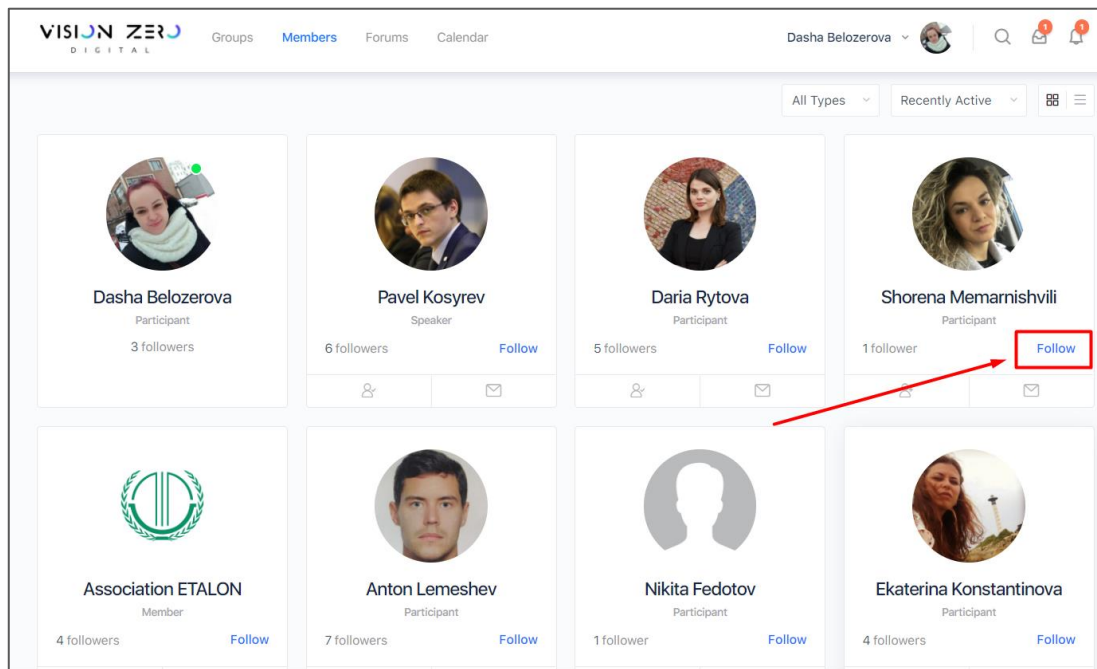 VISION ZERO
DIGITAL
Groups Members Forums Calendar
Dasha Belozerova
1 1
All Types Recently Active
Dasha Belozerova
Participant
3 followers
Pavel Kosyrev
Speaker
6 followers Follow
Daria Rytova
Participant
5 followers Follow
Shorena Memarnishvili
Participant
1 follower Follow
Association ETALON
Member
4 followers Follow
Anton Lemeshev
Participant
7 followers Follow
Nikita Fedotov
Participant
1 follower Follow
Ekaterina Konstantinova
Participant
4 followers Follow